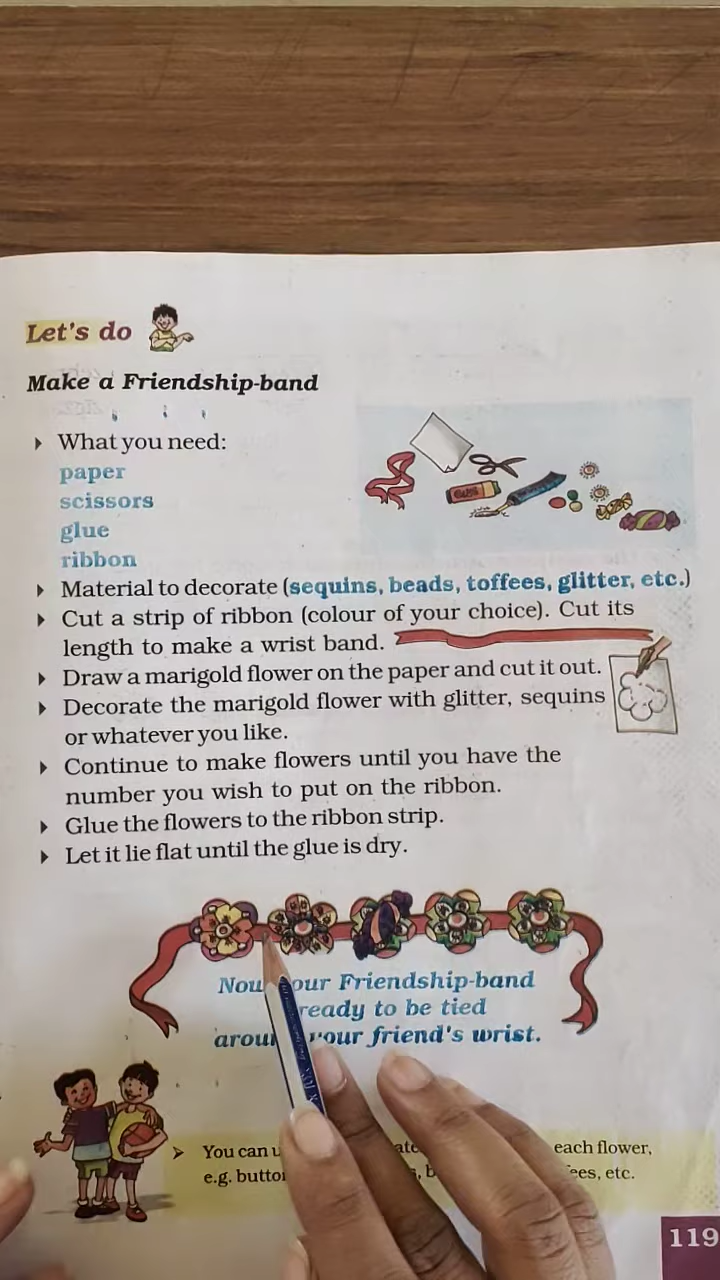 Let's do
Make a Friendship-band
What you need:
paper
scissors
glue
ribbon
Material to decorate (sequins, beads, toffees, glitter, etc.)
Cut a strip of ribbon (colour of your choice). Cut its
length to make a wrist band.
Draw a marigold flower on the paper and cut it out.
Decorate the marigold flower with glitter, sequins
or whatever you like.
Continue to make flowers until you have the
number you wish to put on the ribbon.
Glue the flowers to the ribbon strip.
Let it lie flat until the glue is dry.
Friendship-band
ready to be tied
your friend's wrist.
You can
each flower,
e.g.
etc.
119